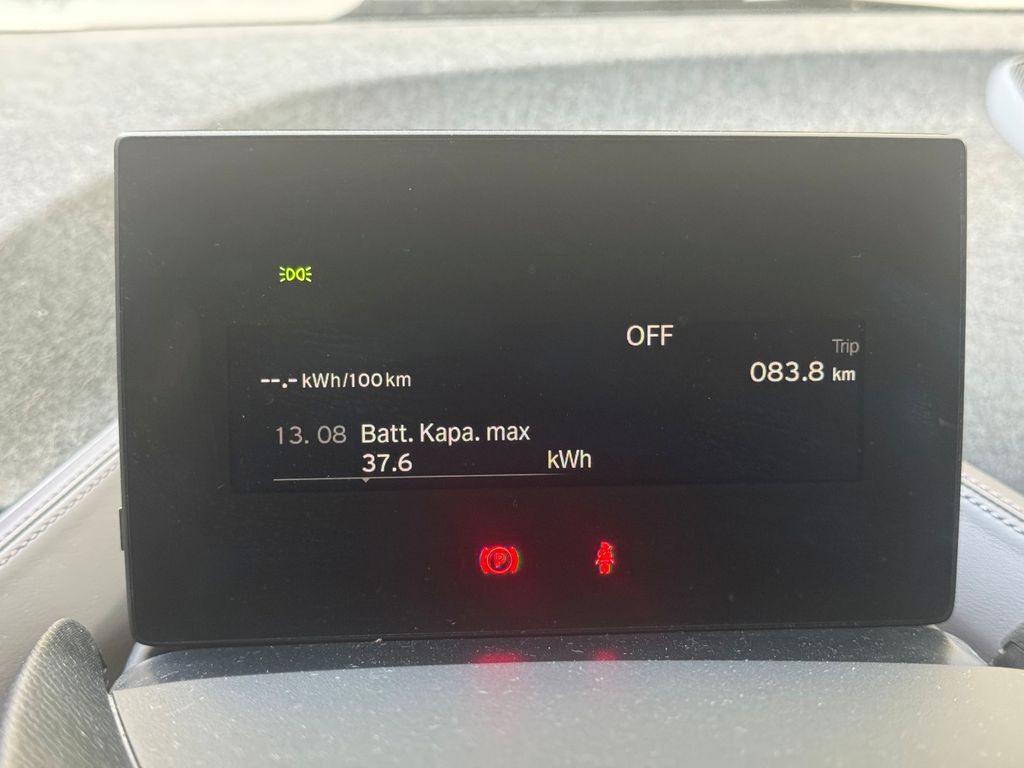 OFF
Trip
--.- kWh/100 km
083.8 km
13. 08 Batt. Kapa. max
37.6 kWh
P